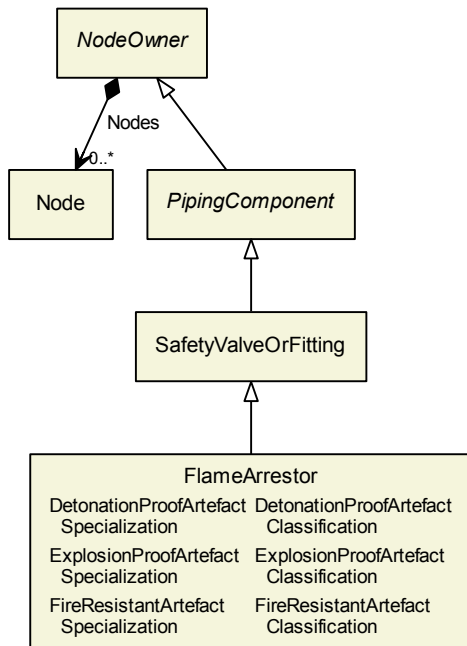 NodeOwner
Nodes
0..*
Node
PipingComponent
SafetyValveOrFitting
FlameArrestor
DetonationProofArtefact DetonationProofArtefact
Specialization Classification
ExplosionProofArtefact ExplosionProofArtefact
Specialization Classification
FireResistantArtefact FireResistantArtefact
Specialization Classification